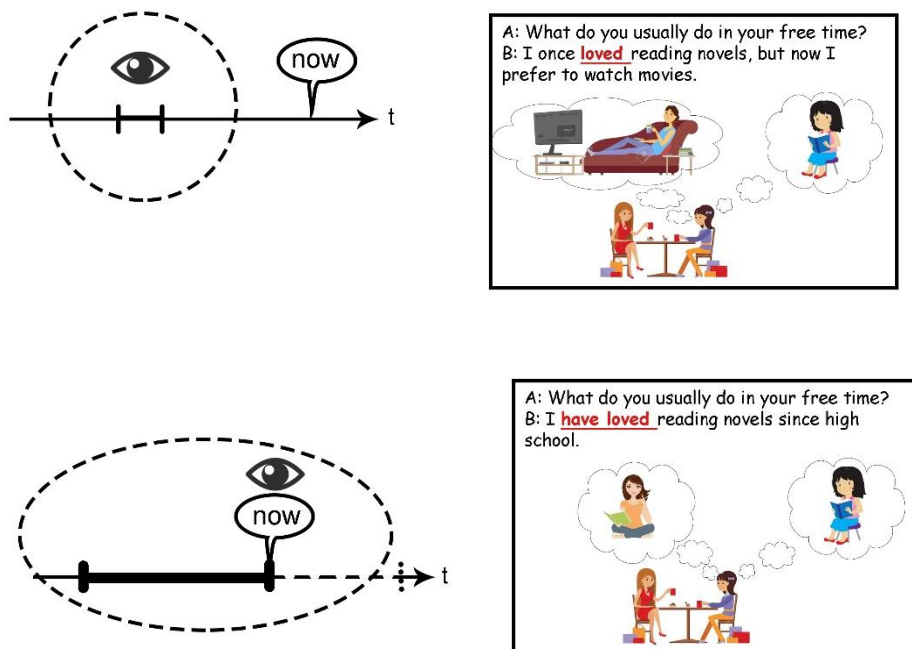 now
t
A: What do you usually do in your free time?
B: I once loved reading novels, but now I
prefer to watch movies.
now
t
A: What do you usually do in your free time?
B: I have loved reading novels since high
school.